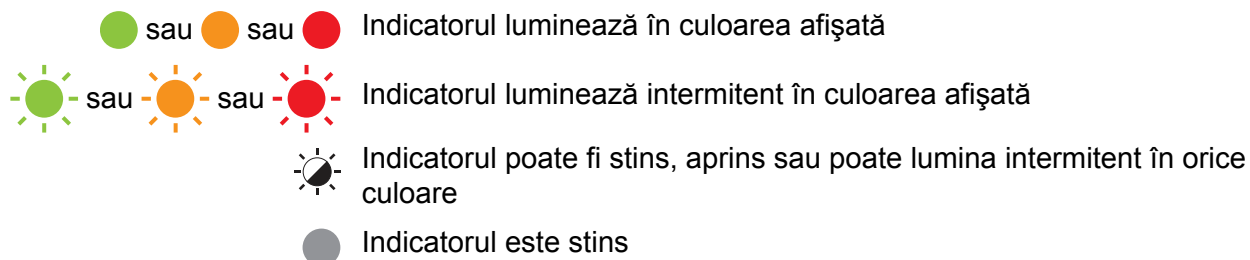 sau sau Indicatorul luminează în culoarea afişată
sau sau Indicatorul luminează intermitent în culoarea afişată
Indicatorul poate fi stins, aprins sau poate lumina intermitent în orice
culoare
Indicatorul este stins